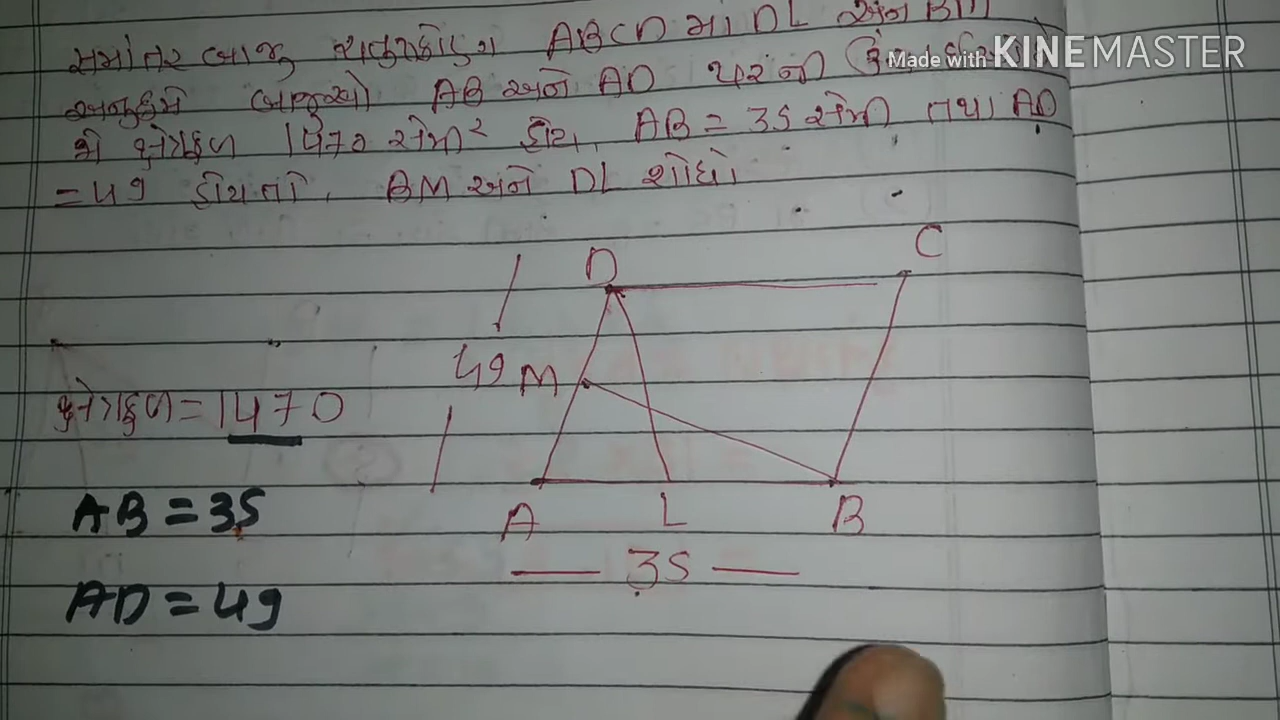 સમાંતર બાજુ ચતુષ્કોણ ABCD માં DL અને BM
Made with KINEMASTER
અનુક્રમે બાજુઓ AB અને AD પરના
ક્ષેત્રફળ 1470 સેમી² હોય, AB = 35 સેમી તથા AD
= 49 હોયતો, BM અને DL શોધો
D C
49 M
ક્ષેત્રફળ = 1470
AB = 35
A L B
35
AD = 49